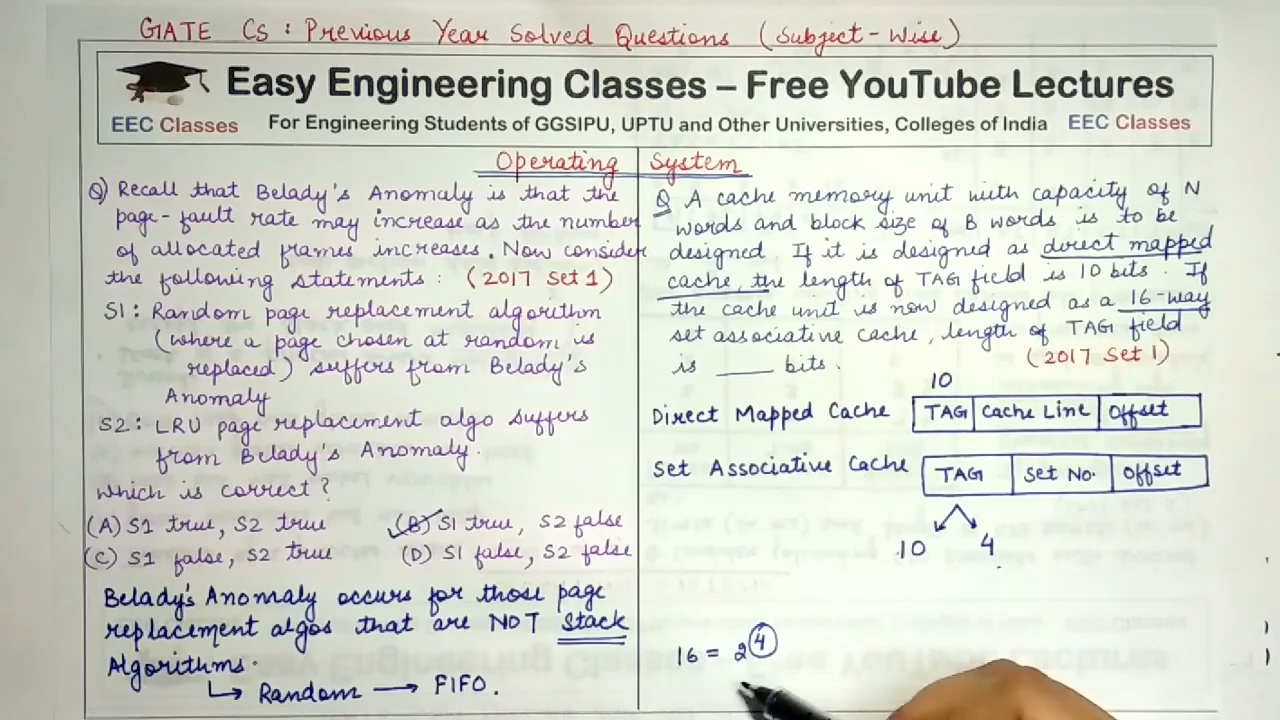 GATE CS : Previous Year Solved Questions (Subject-Wise)
Easy Engineering Classes – Free YouTube Lectures
EEC Classes For Engineering Students of GGSIPU, UPTU and Other Universities, Colleges of India EEC Classes
Operating System
Q) Recall that Belady's Anomaly is that the
page-fault rate may increase as the number
of allocated frames increases. Now consider
the following statements : (2017 Set 1)
S1: Random page replacement algorithm
(where a page chosen at random is
replaced) suffers from Belady's
Anomaly
S2: LRU page replacement algo suffers
from Belady's Anomaly.
Which is correct?
(A) S1 true, S2 true (B) S1 true, S2 false
(C) S1 false, S2 true (D) S1 false, S2 false
Belady's Anomaly occurs for those page
replacement algos that are NOT Stack
Algorithms.
Random → FIFO.
Q A cache memory unit with capacity of N
words and block size of B words is to be
designed. If it is designed as direct mapped
cache, the length of TAG field is 10 bits. If
the cache unit is now designed as a 16-way
set associative cache, length of TAG field
is ____ bits. (2017 Set 1)
10
Direct Mapped Cache TAG Cache Line Offset
Set Associative Cache TAG Set No. Offset
10 4
16 = 2^4